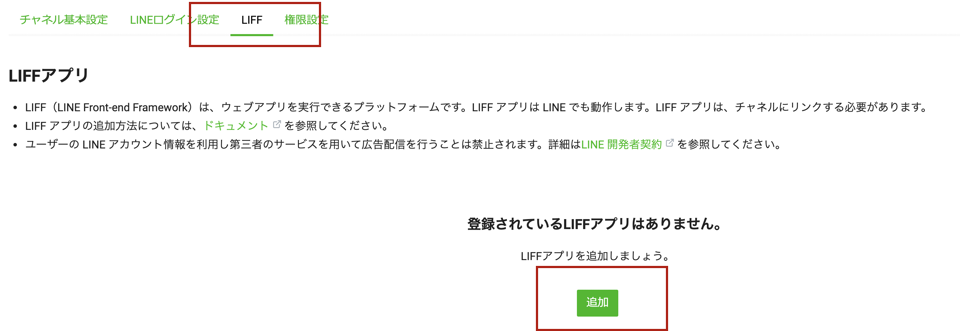 チャネル基本設定 LINEログイン設定 LIFF 権限設定
LIFFアプリ
• LIFF（LINE Front-end Framework）は、ウェブアプリを実行できるプラットフォームです。LIFF アプリは LINE でも動作します。LIFF アプリは、チャネルにリンクする必要があります。
• LIFF アプリの追加方法については、ドキュメント を参照してください。
• ユーザーの LINE アカウント情報を利用し第三者のサービスを用いて広告配信を行うことは禁止されます。詳細はLINE 開発者契約 を参照してください。
登録されているLIFFアプリはありません。
LIFFアプリを追加しましょう。
追加